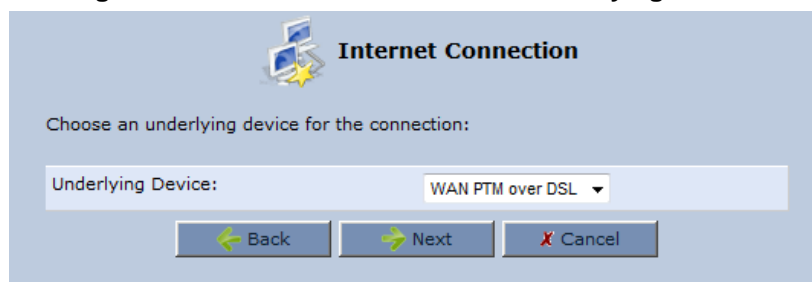 Internet Connection
Choose an underlying device for the connection:
Underlying Device: WAN PTM over DSL
Back Next Cancel